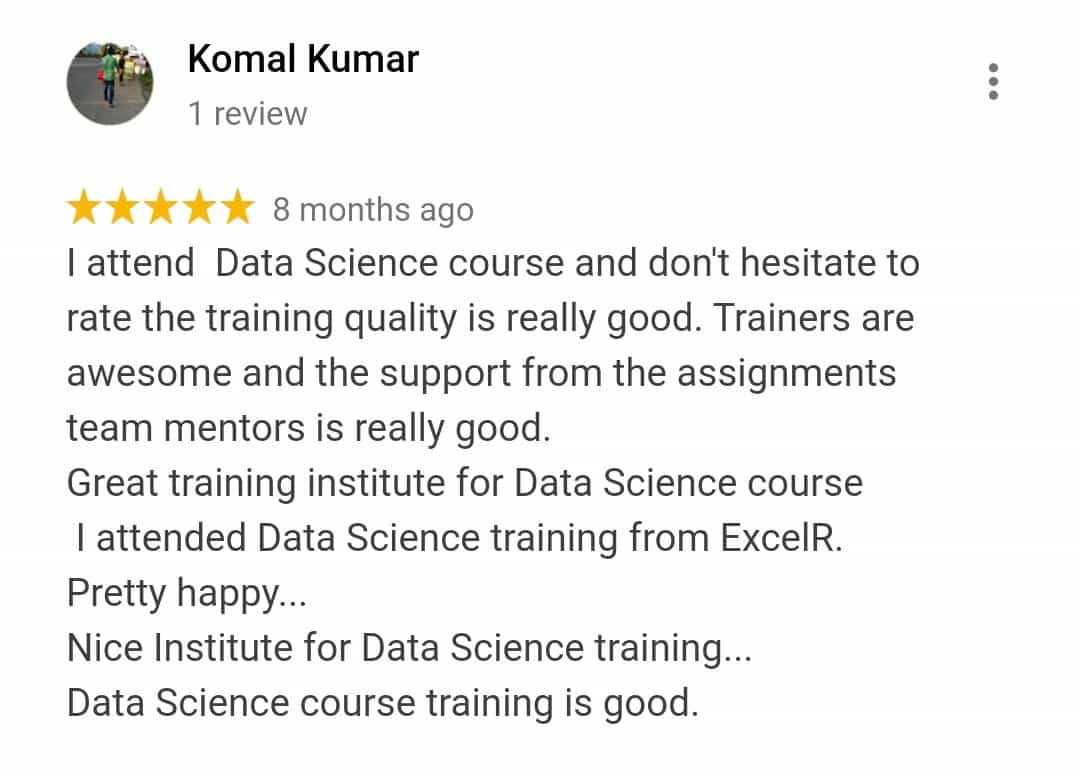 Komal Kumar
1 review
8 months ago
I attend  Data Science course and don't hesitate to
rate the training quality is really good. Trainers are
awesome and the support from the assignments
team mentors is really good.
Great training institute for Data Science course
I attended Data Science training from ExcelR.
Pretty happy...
Nice Institute for Data Science training...
Data Science course training is good.